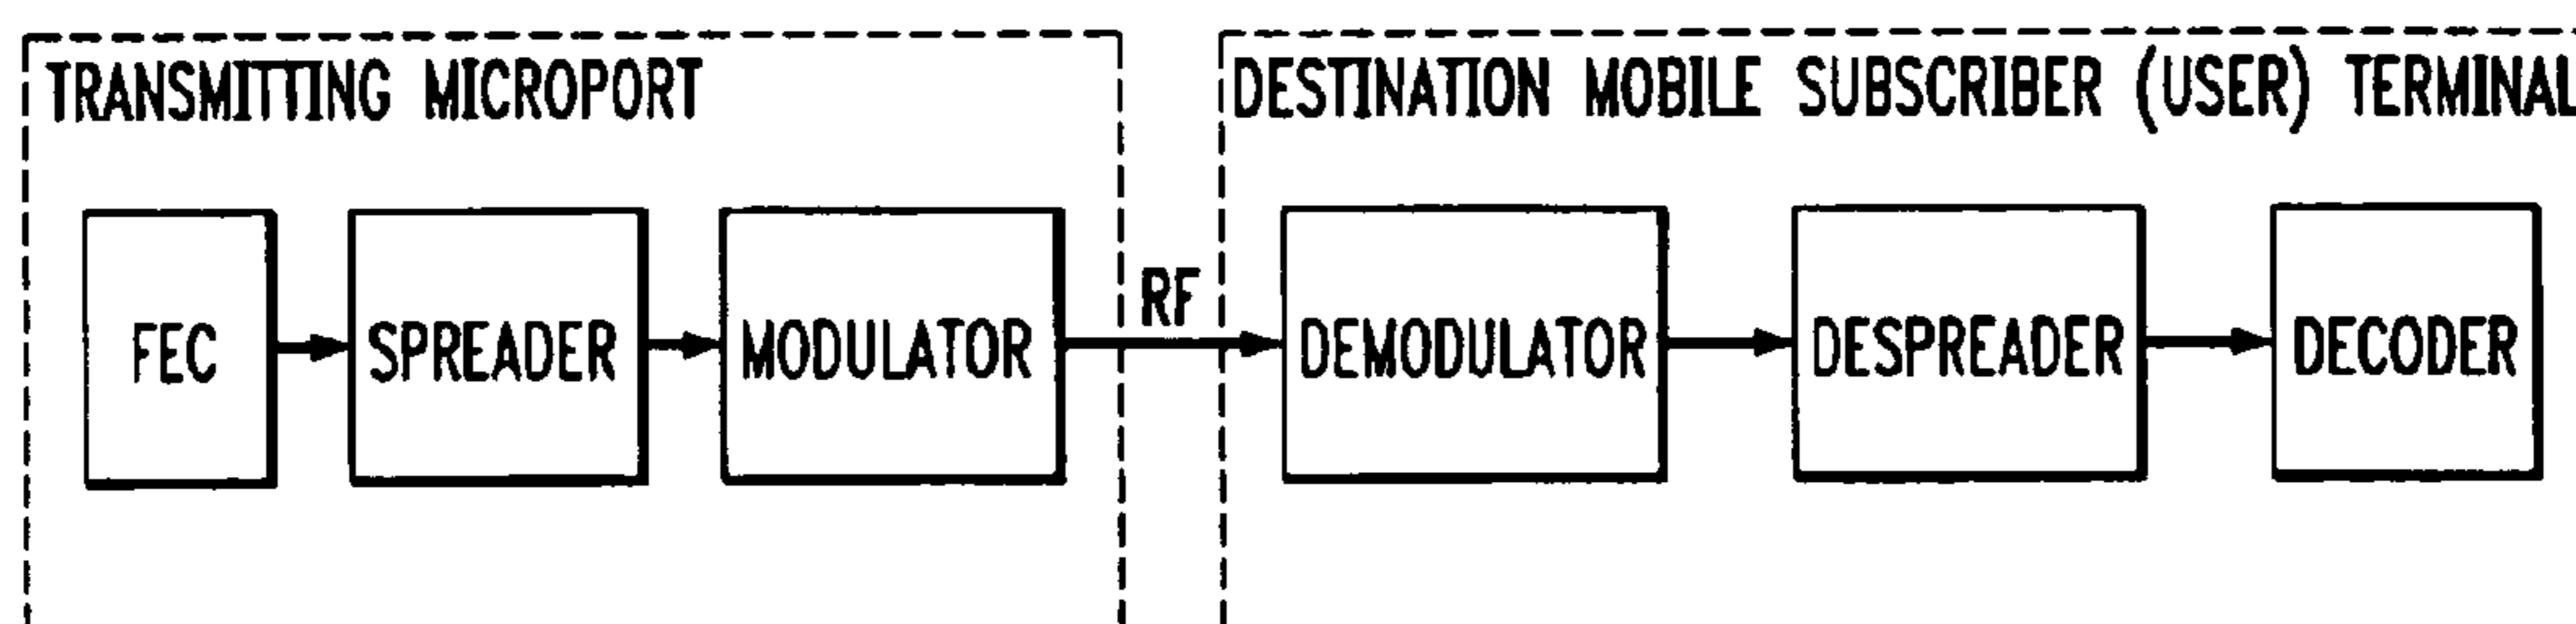 TRANSMITTING MICROPORT
DESTINATION MOBILE SUBSCRIBER (USER) TERMINAL
FEC
SPREADER
MODULATOR
RF
DEMODULATOR
DESPREADER
DECODER